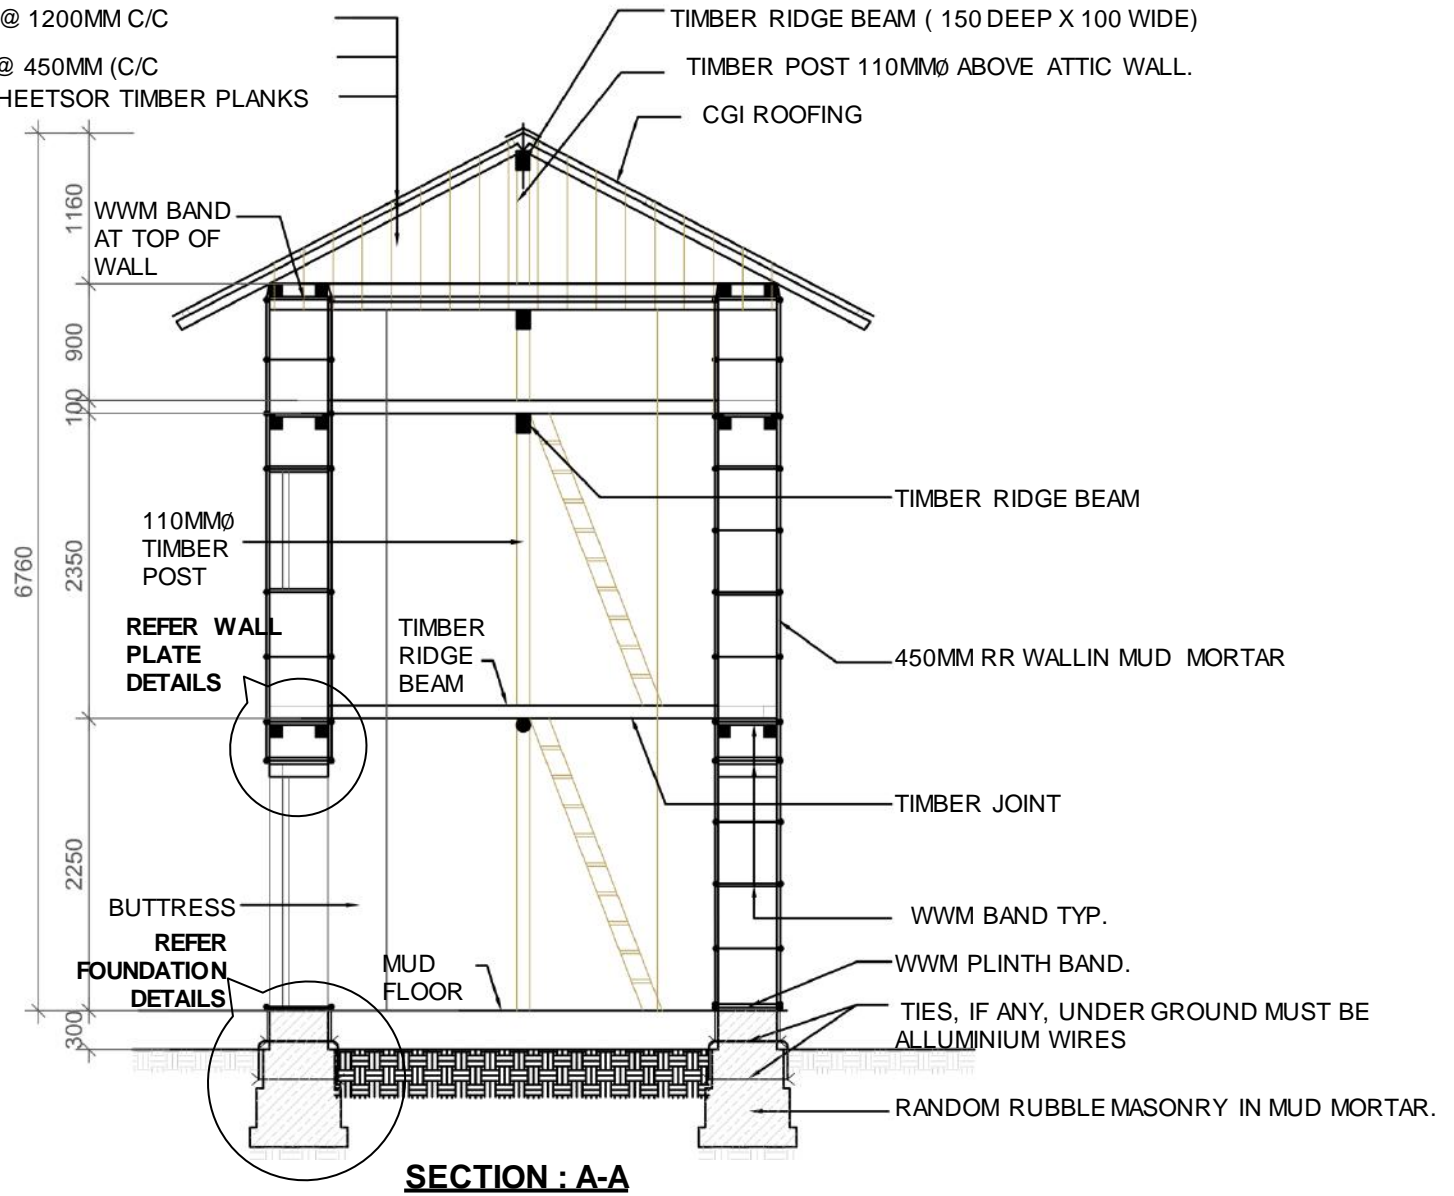 @ 1200MM C/C
@ 450MM (C/C
HEETSOR TIMBER PLANKS
TIMBER RIDGE BEAM ( 150 DEEP X 100 WIDE)
TIMBER POST 110MMØ ABOVE ATTIC WALL.
CGI ROOFING
1160
WWM BAND
AT TOP OF
WALL
900
100
TIMBER RIDGE BEAM
110MMØ
TIMBER
POST
2350
6760
REFER WALL
PLATE
DETAILS
TIMBER
RIDGE
BEAM
450MM RR WALLIN MUD MORTAR
TIMBER JOINT
2250
BUTTRESS
WWM BAND TYP.
REFER
FOUNDATION
DETAILS
MUD
FLOOR
WWM PLINTH BAND.
300
TIES, IF ANY, UNDER GROUND MUST BE
ALLUMINIUM WIRES
RANDOM RUBBLE MASONRY IN MUD MORTAR.
SECTION : A-A